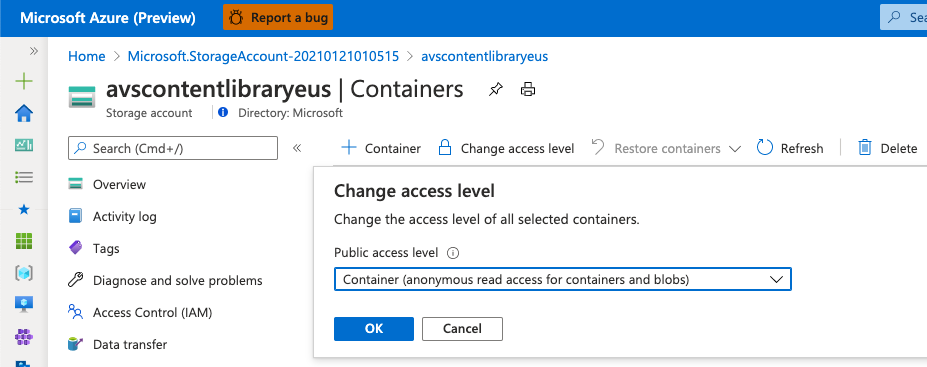 Microsoft Azure (Preview) Report a bug Sea
Home > Microsoft.StorageAccount-20210121010515 > avscontentlibraryeus
avscontentlibraryeus | Containers
Storage account Directory: Microsoft
Search (Cmd+/)
Container Change access level Restore containers Refresh Delete
Overview
Activity log
Tags
Diagnose and solve problems
Access Control (IAM)
Data transfer
Change access level
Change the access level of all selected containers.
Public access level
Container (anonymous read access for containers and blobs)
OK Cancel